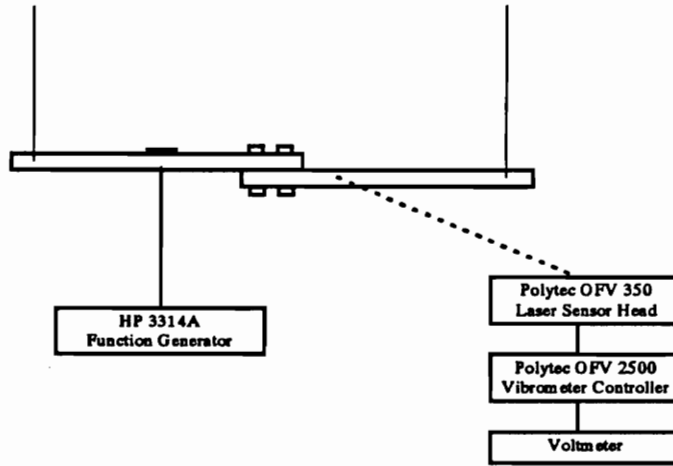 HP 3314A
Function Generator
Polytec OFV 350
Laser Sensor Head
Polytec OFV 2500
Vibrometer Controller
Voltmeter